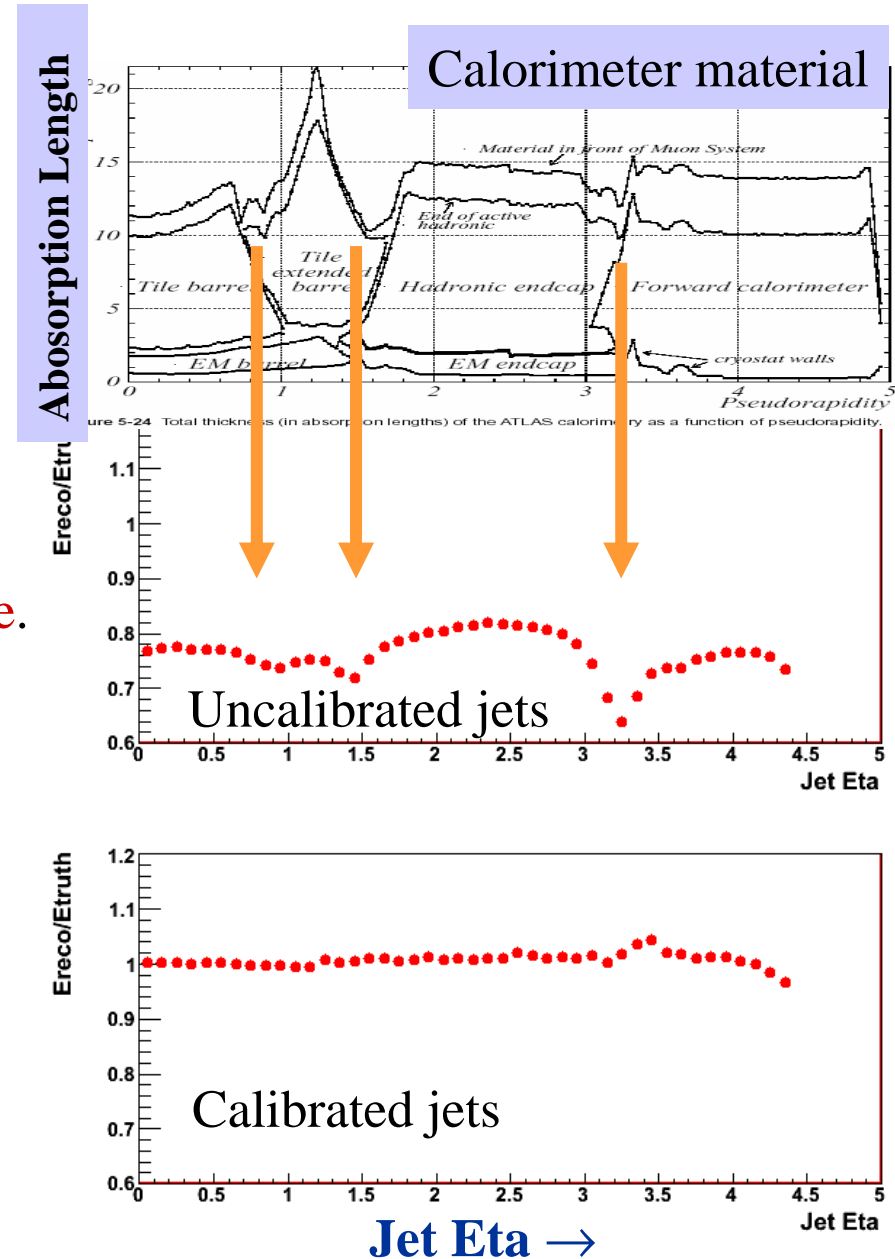 Abosorption Length
Calorimeter material
20
15
10
5
0
Material in front of Muon System
End of active
hadronic
Tile
extended
barrel
Tile barrel
Hadronic endcap
Forward calorimeter
EM barrel
EM endcap
cryostat walls
0 1 2 3 4 5
Pseudorapidity
ure 5-24 Total thickness (in absorption lengths) of the ATLAS calorimetry as a function of pseudorapidity.
Ereco/Etru
1.1
1
0.9
0.8
0.7
0.6
e.
Uncalibrated jets
0 0.5 1 1.5 2 2.5 3 3.5 4 4.5 5
Jet Eta
Ereco/Etruth
1.2
1.1
1
0.9
0.8
0.7
0.6
Calibrated jets
0 0.5 1 1.5 2 2.5 3 3.5 4 4.5 5
Jet Eta
Jet Eta →